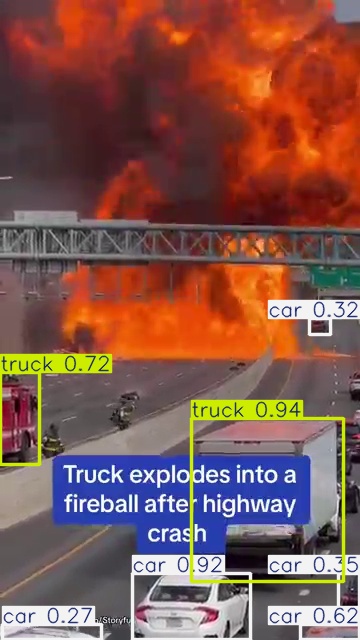 car 0.32
truck 0.72
truck 0.94
Truck explodes into a
fireball after highway
crash
car 0.92
car 0.35
car 0.27
/Storyfu
car 0.62